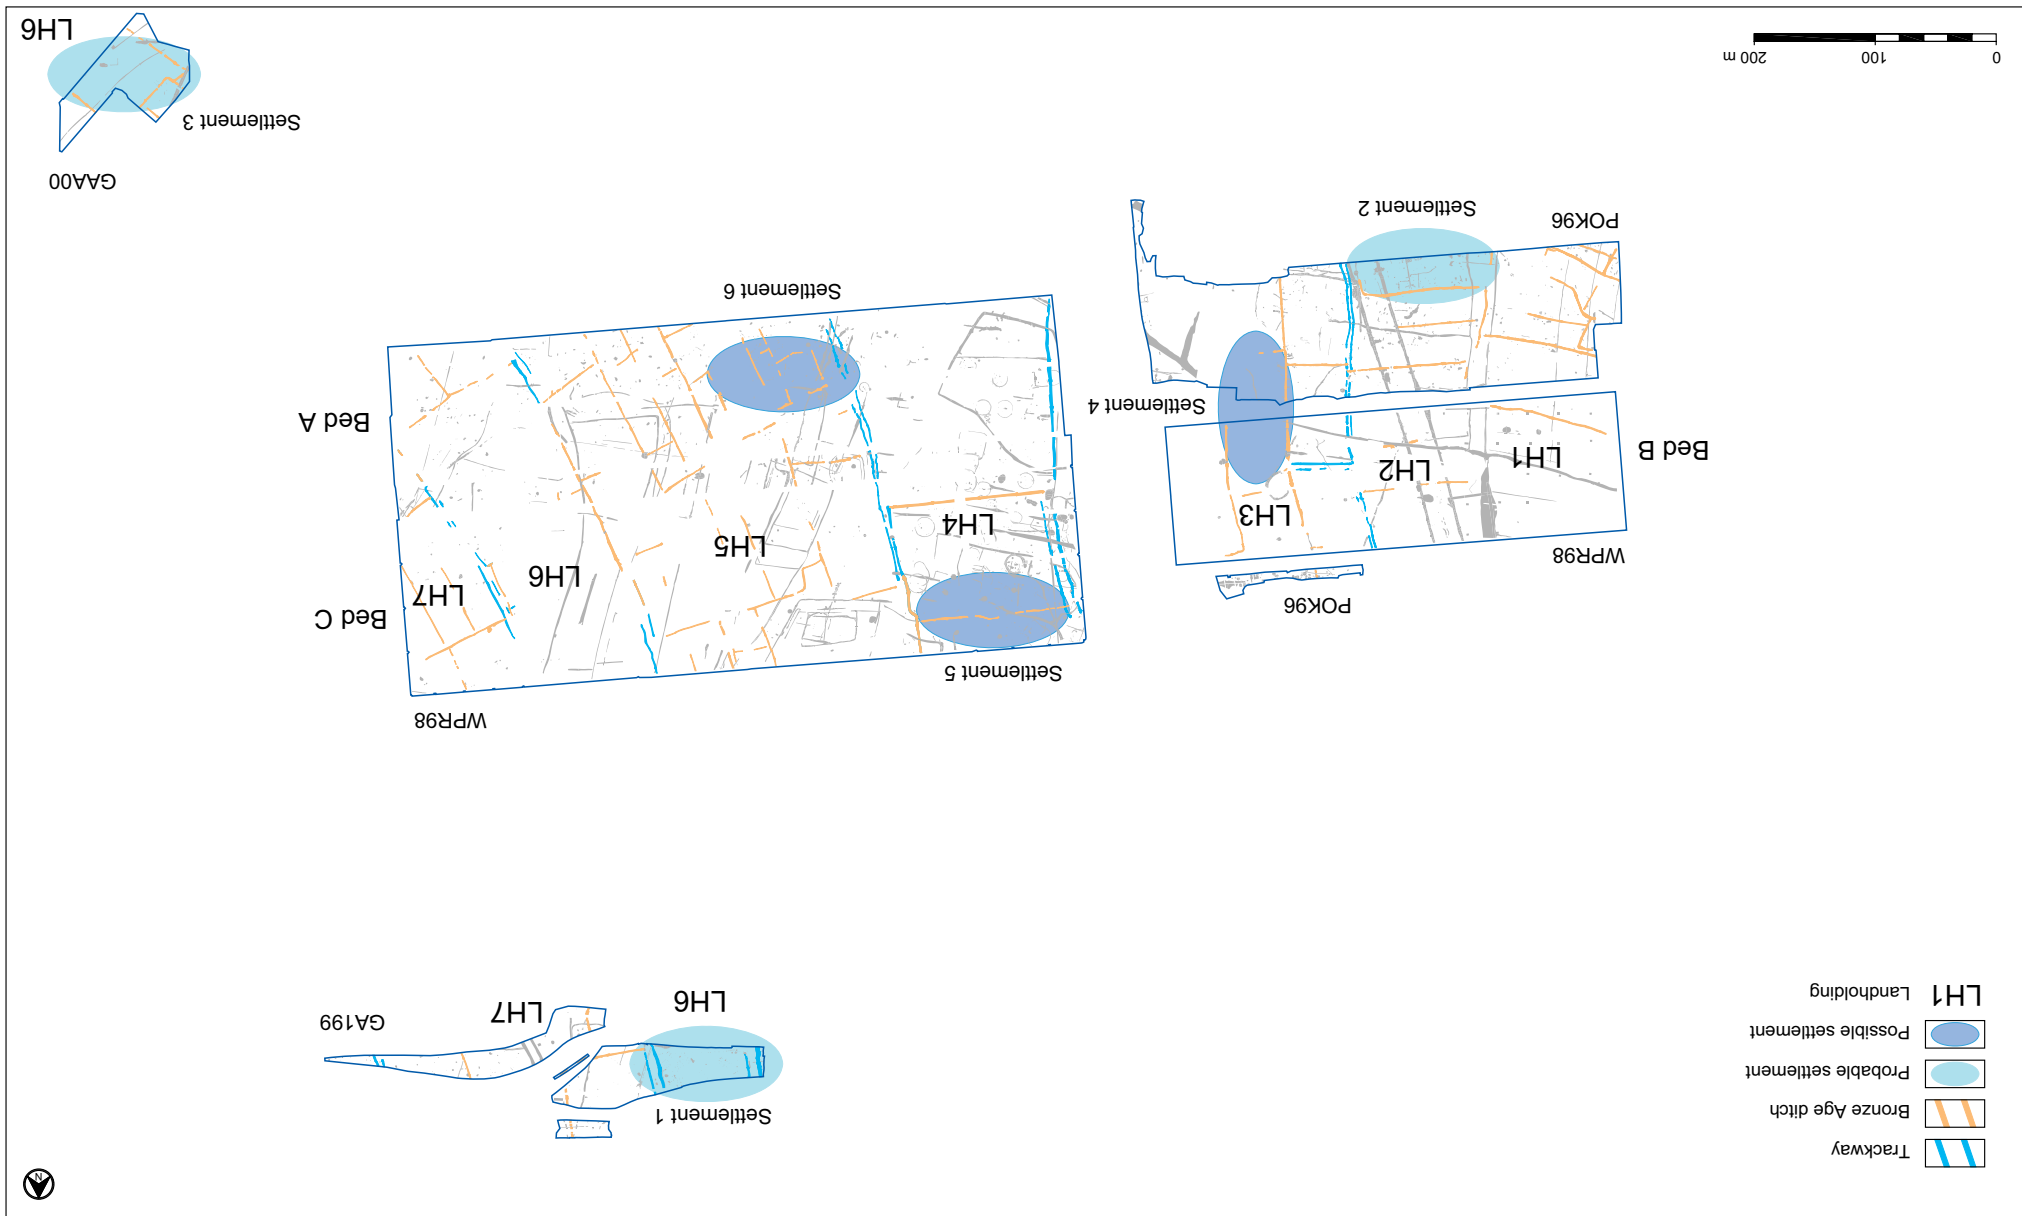 N
Trackway
Bronze Age ditch
Probable settlement
Possible settlement
LH1 Landholding
Settlement 1
LH6
LH7
GA199
WPR98
Settlement 5
Bed C
LH7
LH6
LH5
LH4
Bed A
Settlement 6
POK96
WPR98
LH3
LH2
LH1
Bed B
Settlement 4
POK96
Settlement 2
GAA00
Settlement 3
LH6
0 100 200 m